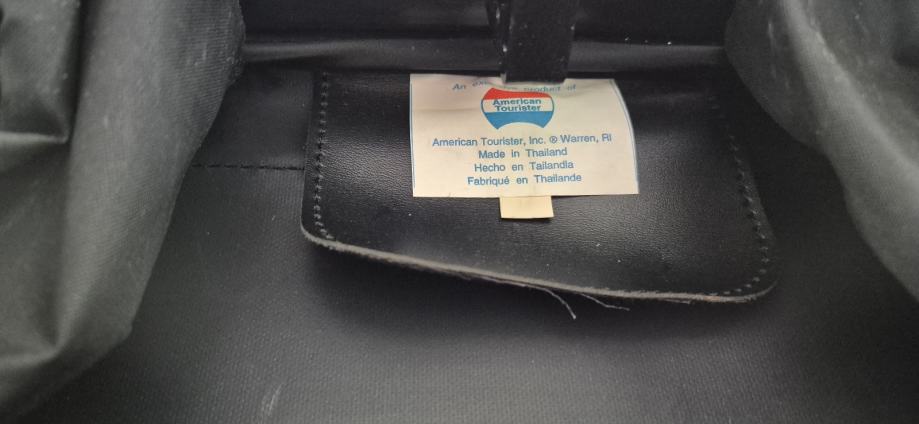 An exclusive product of
American
Tourister
American Tourister, Inc. ® Warren, RI
Made in Thailand
Hecho en Tailandia
Fabriqué en Thailande